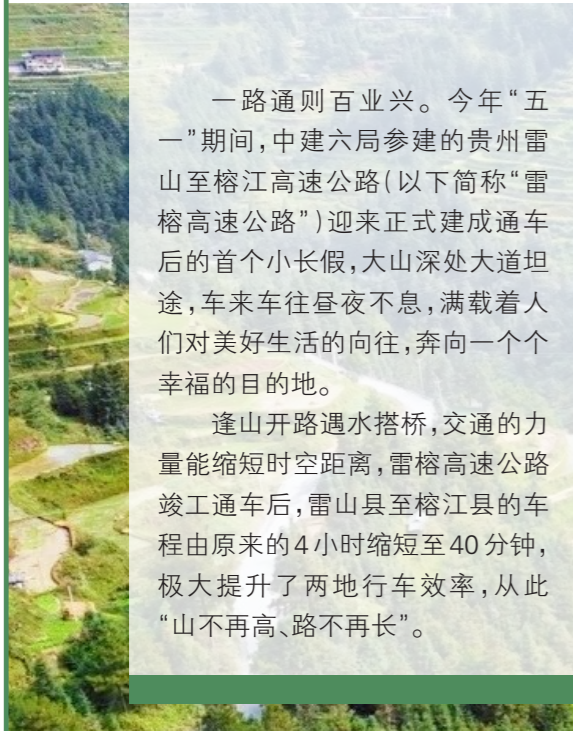 一路通则百业兴。今年“五
一”期间,中建六局参建的贵州雷
山至榕江高速公路(以下简称“雷
榕高速公路”)迎来正式建成通车
后的首个小长假,大山深处大道坦
途,车来车往昼夜不息,满载着人
们对美好生活的向往,奔向一个个
幸福的目的地。
逢山开路遇水搭桥,交通的力
量能缩短时空距离,雷榕高速公路
竣工通车后,雷山县至榕江县的车
程由原来的4小时缩短至40分钟,
极大提升了两地行车效率,从此
“山不再高、路不再长”。